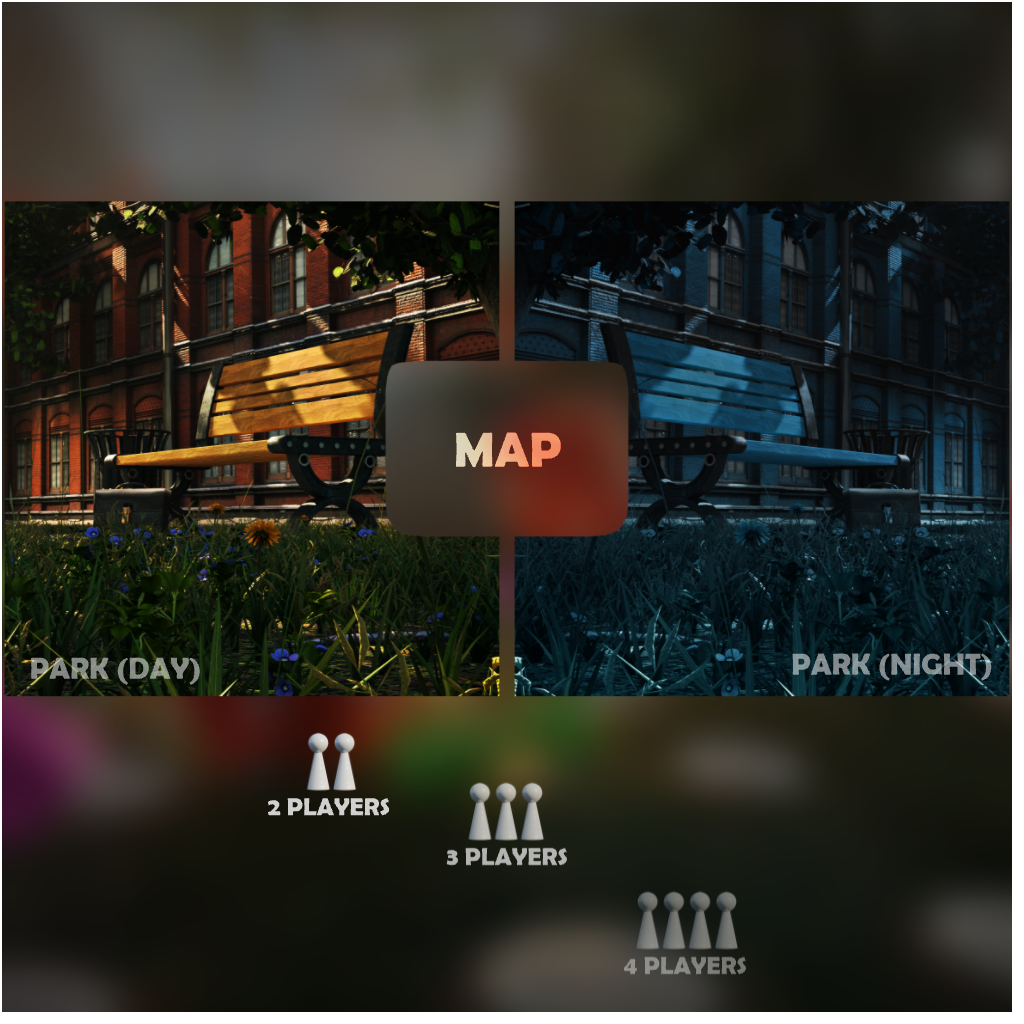 MAP
PARK (DAY)
PARK (NIGHT)
2 PLAYERS
3 PLAYERS
4 PLAYERS